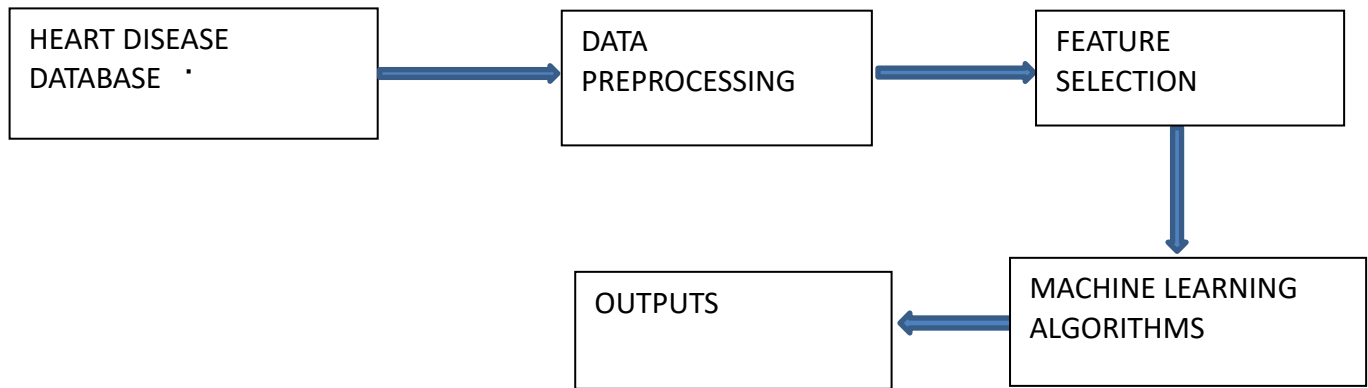 HEART DISEASE
DATABASE
DATA
PREPROCESSING
FEATURE
SELECTION
MACHINE LEARNING
ALGORITHMS
OUTPUTS